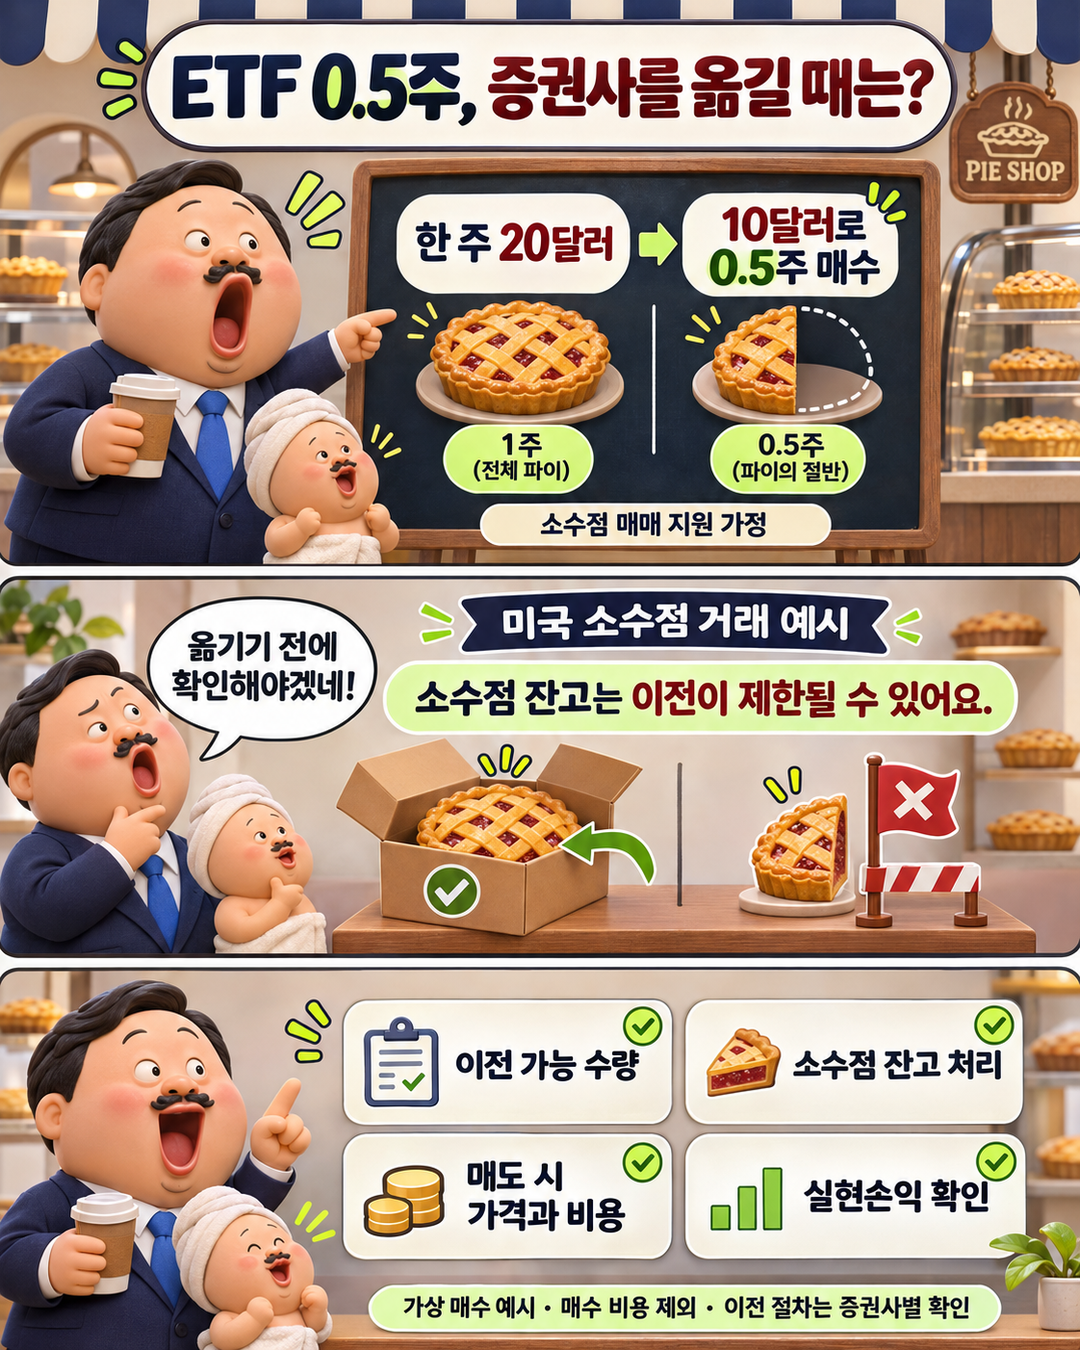 ETF 0.5주, 증권사를 옮길 때는?
PIE SHOP
한 주 20달러
10달러로
0.5주 매수
1주
(전체 파이)
0.5주
(파이의 절반)
소수점 매매 지원 가정
옮기기 전에
확인해야겠네!
미국 소수점 거래 예시
소수점 잔고는 이전이 제한될 수 있어요.
이전 가능 수량
소수점 잔고 처리
매도 시
가격과 비용
실현손익 확인
가상 매수 예시 • 매수 비용 제외 • 이전 절차는 증권사별 확인